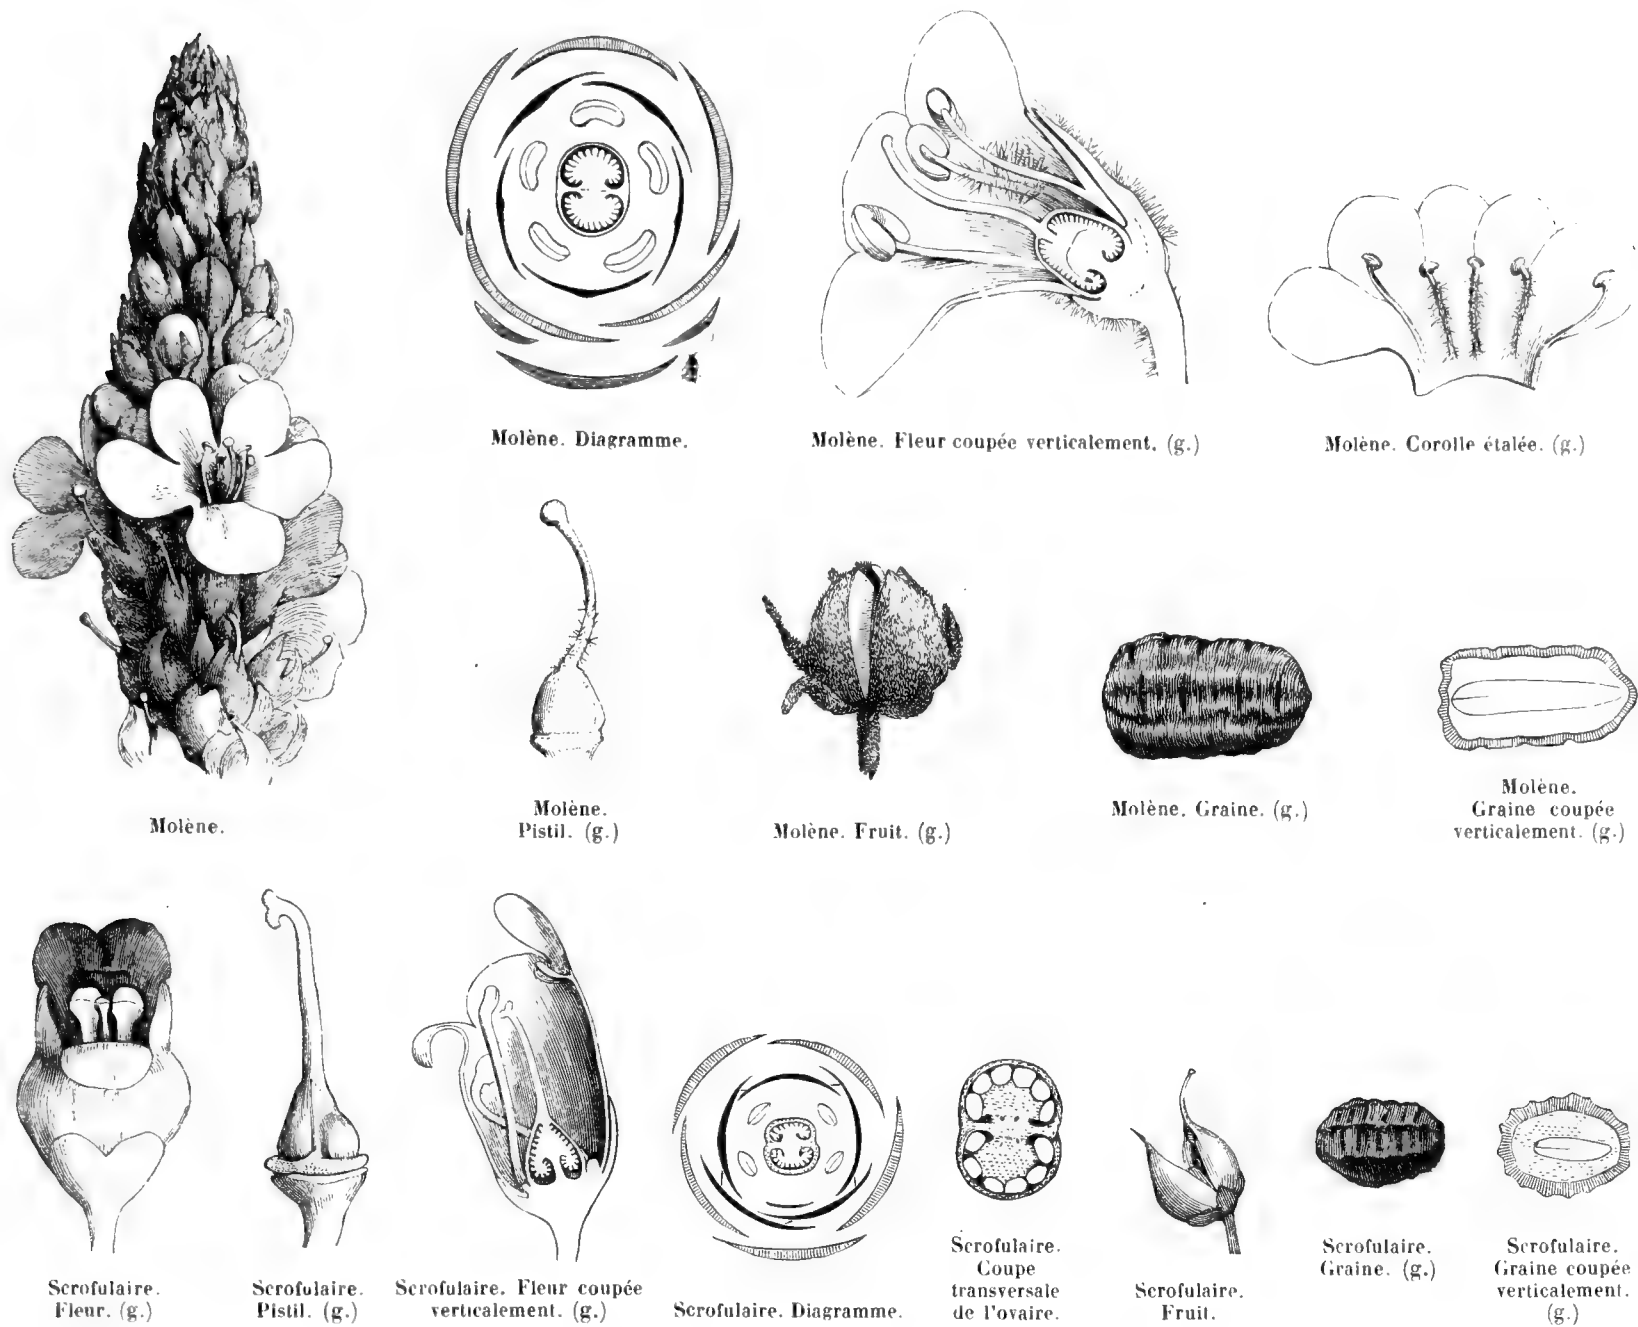 Molène. Diagramme.
Molène. Fleur coupée verticalement. (g.)
Molène. Corolle étalée. (g.)
Molène.
Molène.
Pistil. (g.)
Molène. Fruit. (g.)
Molène. Graine. (g.)
Molène.
Graine coupée
verticalement. (g.)
Scrofulaire.
Fleur. (g.)
Scrofulaire.
Pistil. (g.)
Scrofulaire. Fleur coupée
verticalement. (g.)
Scrofulaire. Diagramme.
Scrofulaire.
Coupe
transversale
de l'ovaire.
Scrofulaire.
Fruit.
Scrofulaire.
Graine. (g.)
Scrofulaire.
Graine coupée
verticalement.
(g.)